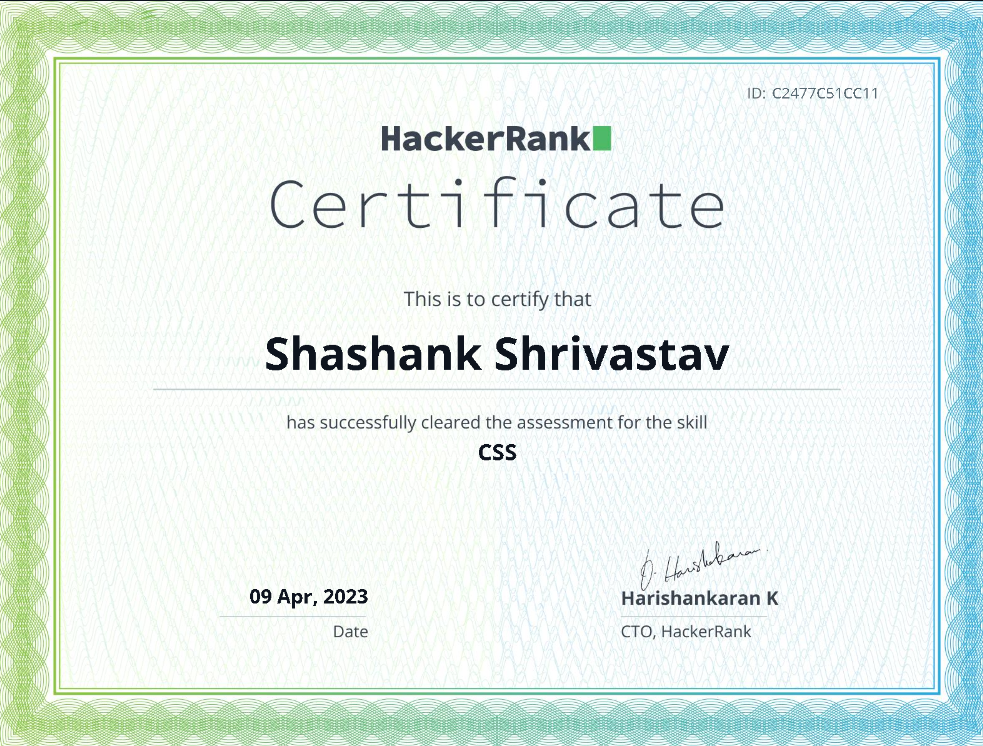 ID: C2477C51CC11
HackerRank
Certificate
This is to certify that
Shashank Shrivastav
has successfully cleared the assessment for the skill
CSS
09 Apr, 2023
Date
H. Harishankaran
Harishankaran K
CTO, HackerRank